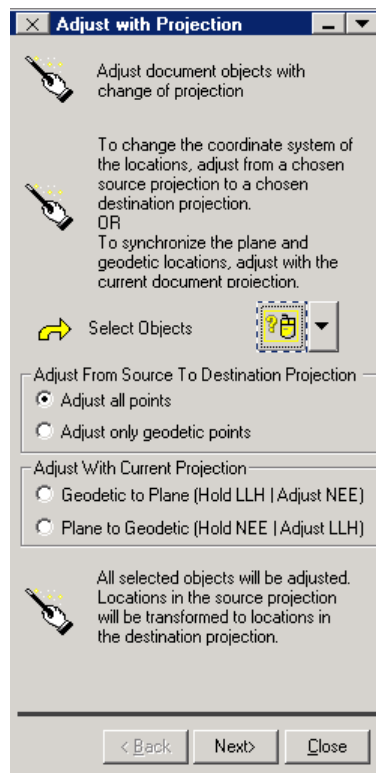 Adjust with Projection
Adjust document objects with
change of projection
To change the coordinate system of
the locations, adjust from a chosen
source projection to a chosen
destination projection.
OR
To synchronize the plane and
geodetic locations, adjust with the
current document projection.
Select Objects
Adjust From Source To Destination Projection
Adjust all points
Adjust only geodetic points
Adjust With Current Projection
Geodetic to Plane (Hold LLH | Adjust NEE)
Plane to Geodetic (Hold NEE | Adjust LLH)
All selected objects will be adjusted.
Locations in the source projection
will be transformed to locations in
the destination projection.
< Back Next> Close